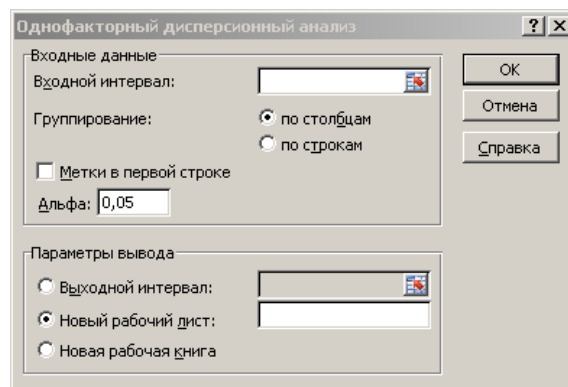 Однофакторный дисперсионный анализ
Входные данные
Входной интервал:
Группирование:
по столбцам
по строкам
Метки в первой строке
Альфа: 0,05
OK
Отмена
Справка
Параметры вывода
Выходной интервал:
Новый рабочий лист:
Новая рабочая книга